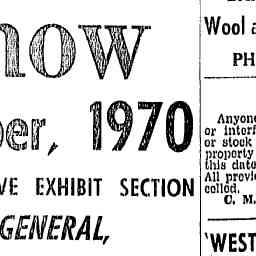 now
ber, 1970
VE EXHIBIT SECTION
GENERAL,
Wool a
PH
Anyone
or interf
or stock
property
this date
All provi
celled.
C. M.
'WEST